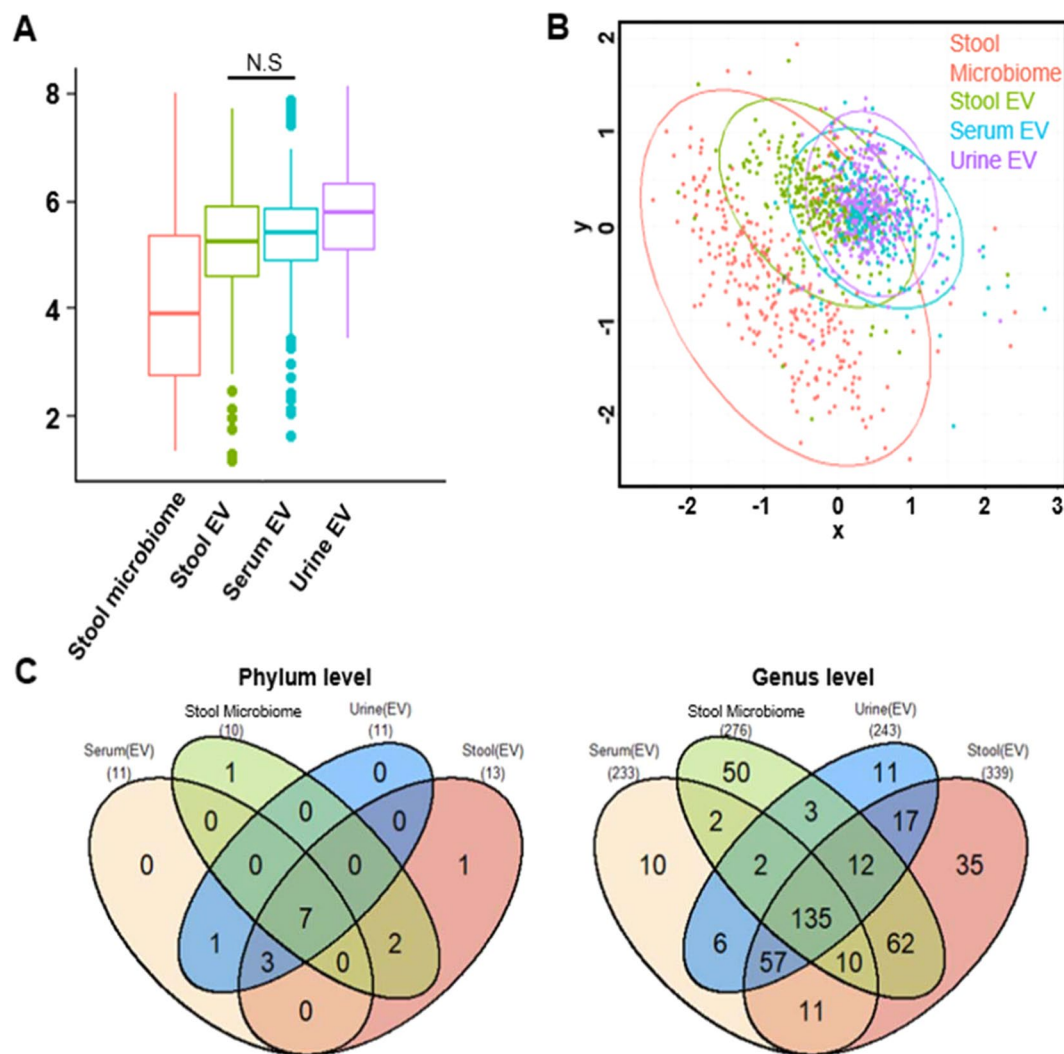 A
N.S
8
6
4
2
Stool microbiome
Stool EV
Serum EV
Urine EV
B
Stool
Microbiome
Stool EV
Serum EV
Urine EV
2
1
0
-1
-2
y
-2 -1 0 1 2 3
x
C
Phylum level
Stool Microbiome
(10)
Urine(EV)
(11)
Serum(EV)
(11)
Stool(EV)
(13)
1 0
0 0 0
0 0 0 1
7
1 3 0 2
0
Genus level
Stool Microbiome
(276)
Urine(EV)
(243)
Serum(EV)
(233)
Stool(EV)
(339)
50 11
2 3 17
10 2 12 35
135
6 57 10 62
11